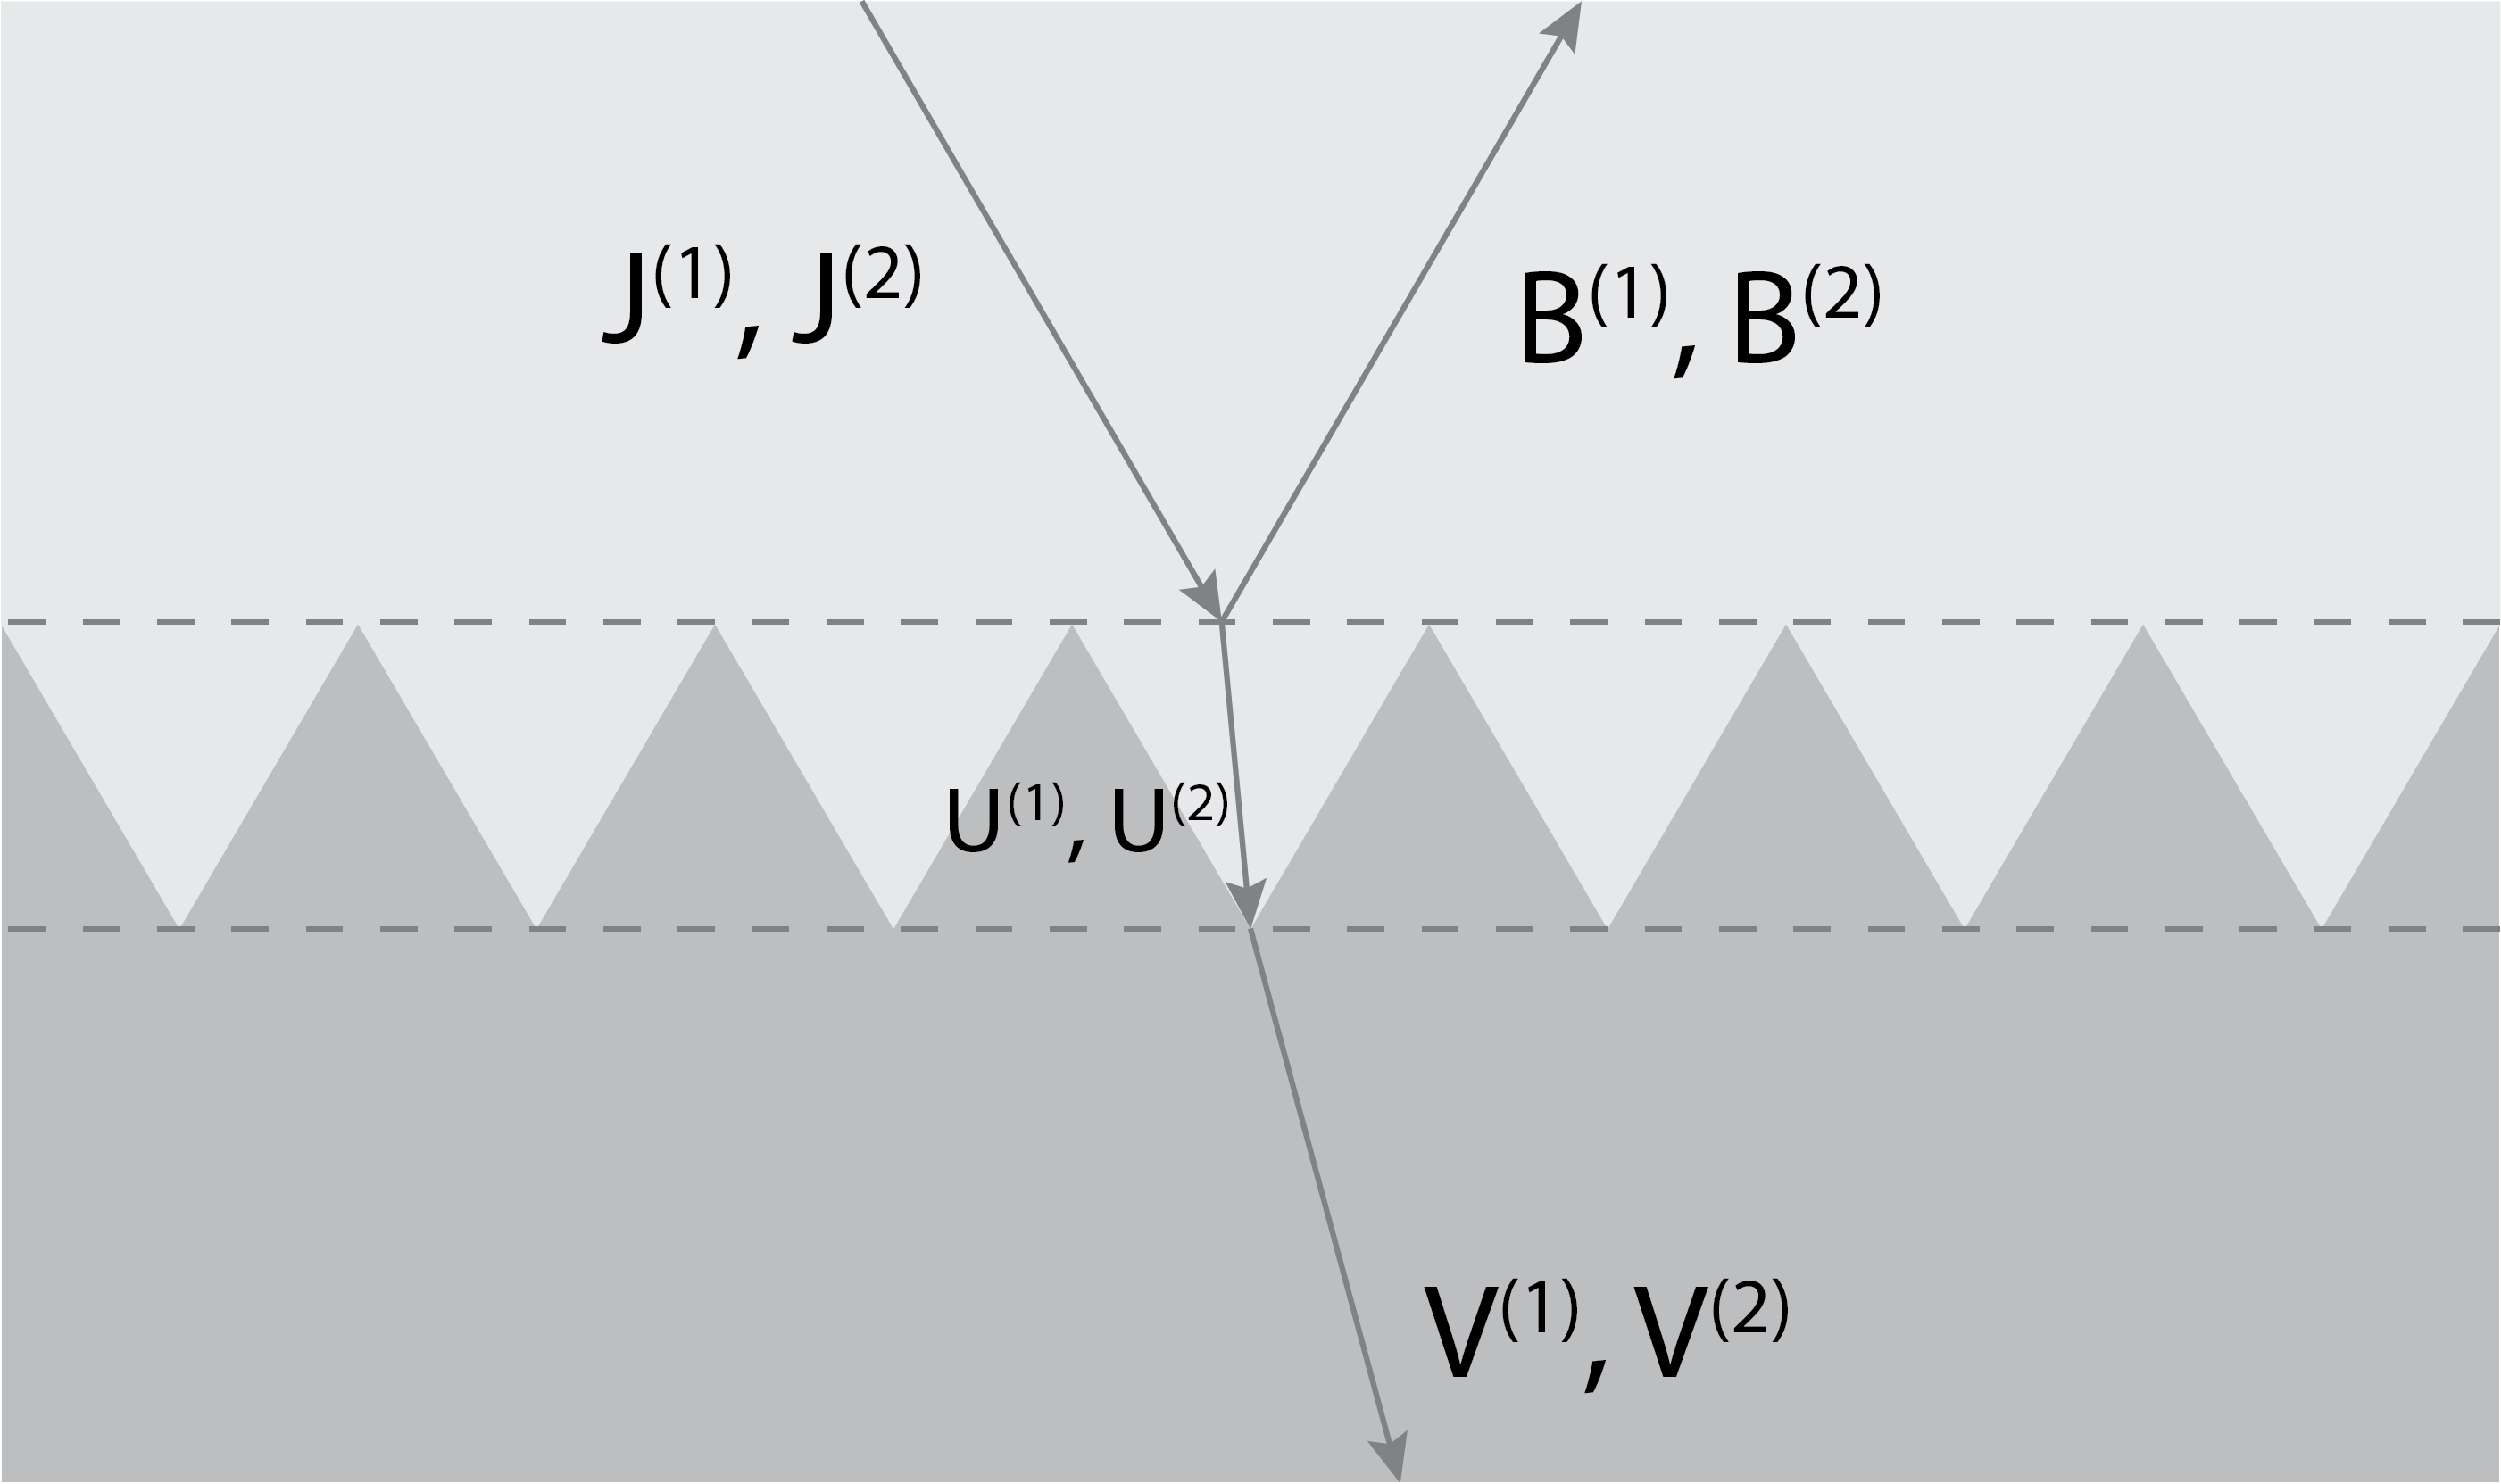 J(1), J(2)
B(1), B(2)
U(1), U(2)
V(1), V(2)